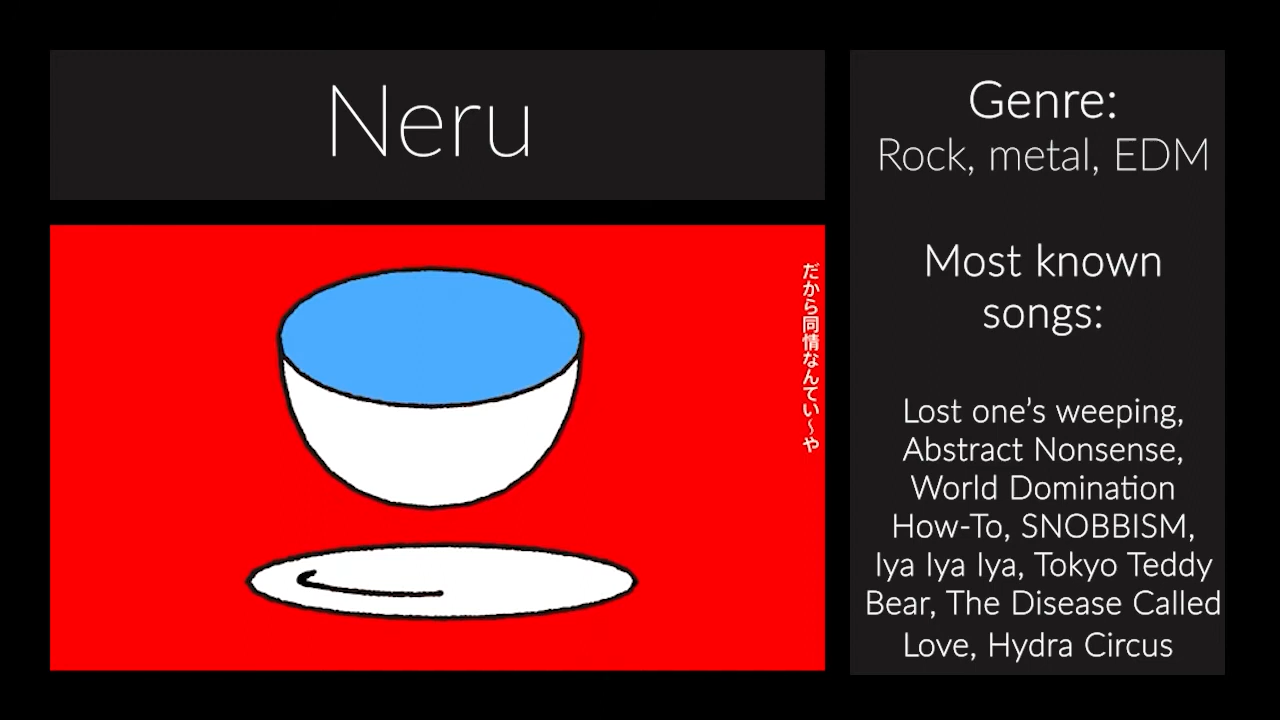 Neru
だから同情なんてい～や
Genre:
Rock, metal, EDM
Most known
songs:
Lost one’s weeping,
Abstract Nonsense,
World Domination
How-To, SNOBBISM,
Iya Iya Iya, Tokyo Teddy
Bear, The Disease Called
Love, Hydra Circus